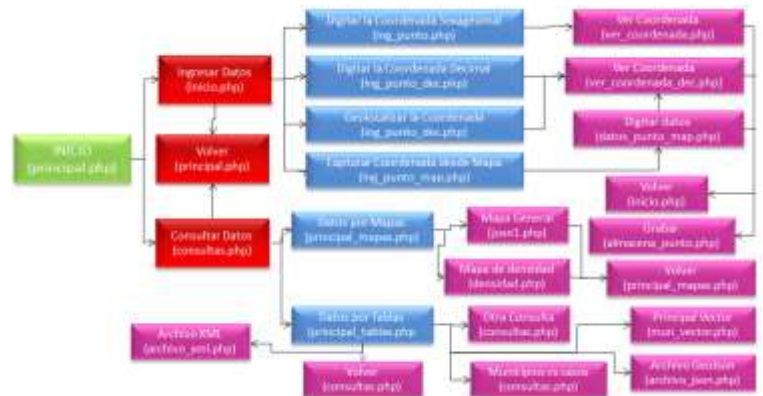 Digitar la Coordenada Sexagesimal
(ing_punto.php)
Ver Coordenada
(ver_coordenada.php)
Ingresar Datos
(inicio.php)
Digitar la Coordenada Decimal
(ing_punto_dec.php)
Ver Coordenada
(ver_coordenada_dec.php)
Geolocalizar la Coordenada
(ing_punto_dec.php)
Digitar datos
(datos_punto_map.php)
INICIO
(principal.php)
Volver
(principal.php)
Capturar Coordenada desde Mapa
(ing_punto_map.php)
Volver
(inicio.php)
Consultar Datos
(consultas.php)
Datos por Mapas
(principal_mapas.php)
Mapa General
(json1.php)
Grabar
(almacena_punto.php)
Mapa de densidad
(densidad.php)
Volver
(principal_mapas.php)
Archivo XML
(archivo_xml.php)
Datos por Tablas
(principal_tablas.php
Otra Consulta
(consultas.php)
Principal Vector
(mun_vector.php)
Volver
(consultas.php)
Municipios vs casos
(consultas.php)
Archivo GeoJson
(archivo_json.php)